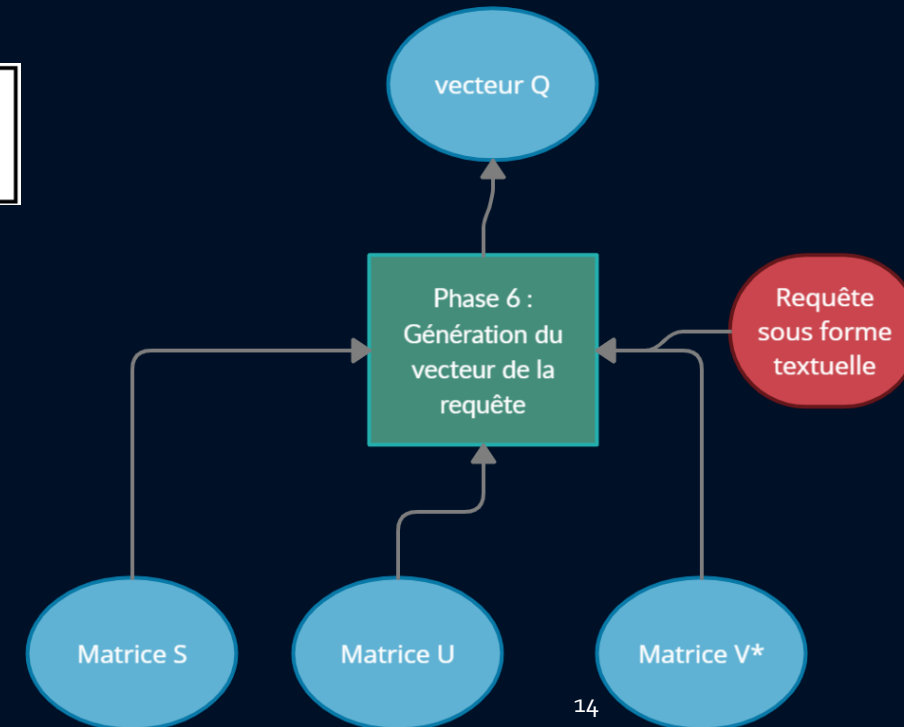 vecteur Q
Phase 6 :
Génération du
vecteur de la
requête
Requête
sous forme
textuelle
Matrice S
Matrice U
Matrice V*
14